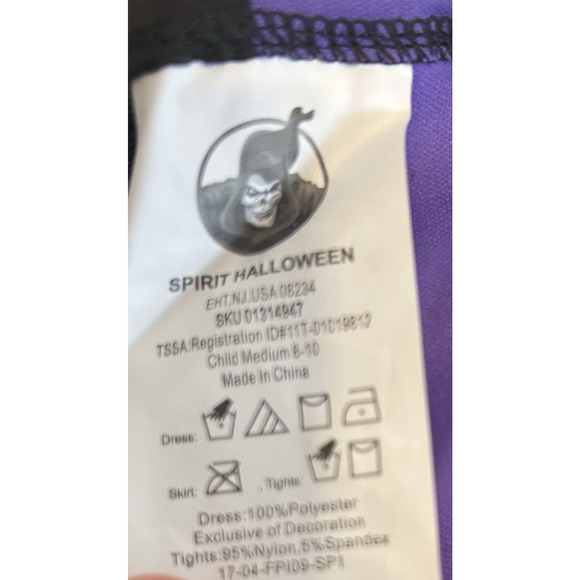 SPIRIT HALLOWEEN
EHT,NJ,USA 08234
SKU 01314947
TSSA:Registration ID#11T-01019812
Child Medium 8-10
Made In China
Dress:
Skirt: , Tights:
Dress:100%Polyester
Exclusive of Decoration
Tights:95%Nylon,5%Spandex
17-04-FPI09-SP1